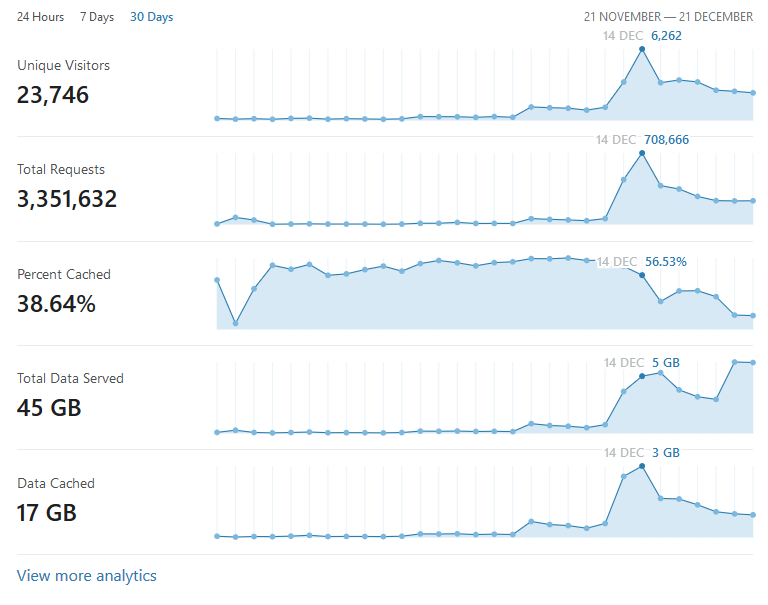 24 Hours 7 Days 30 Days 21 NOVEMBER — 21 DECEMBER
14 DEC 6,262
Unique Visitors
23,746
14 DEC 708,666
Total Requests
3,351,632
14 DEC 56.53%
Percent Cached
38.64%
14 DEC 5 GB
Total Data Served
45 GB
14 DEC 3 GB
Data Cached
17 GB
View more analytics